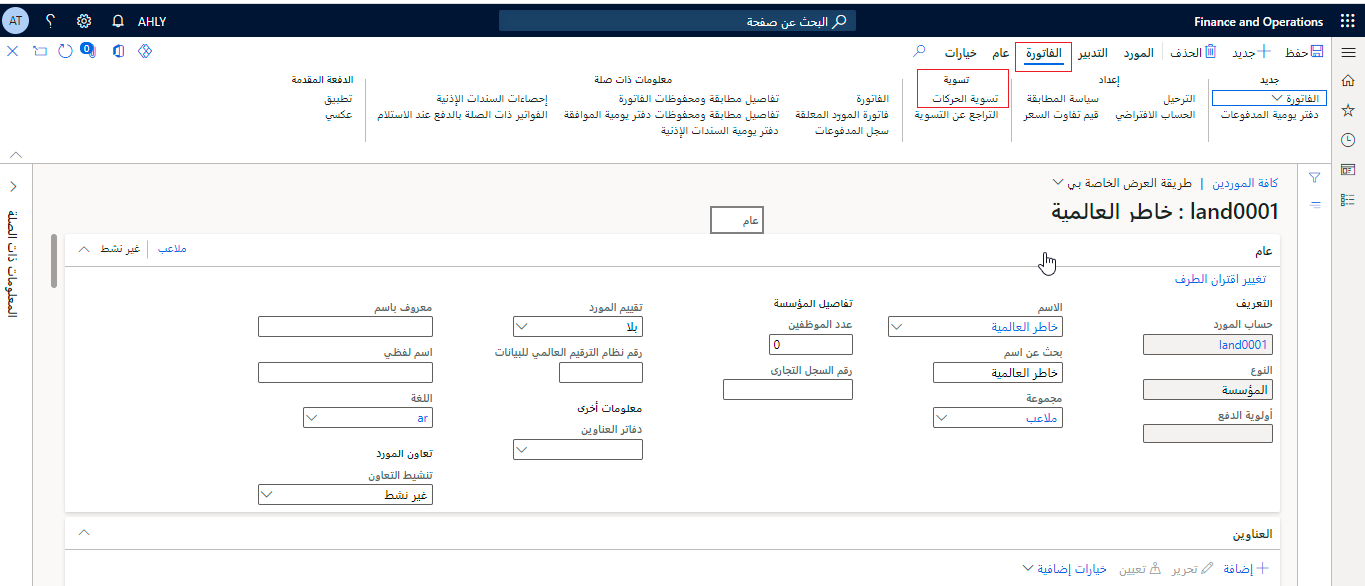 Finance and Operations
البحث عن صفحة
AHLY
AT
حفظ
جديد
الحذف
المورد
التدبير
الفاتورة
عام
خيارات
0
جديد
الفاتورة
دفتر يومية المدفوعات
إعداد
الترحيل
الحساب الافتراضي
سياسة المطابقة
قيم تفاوت السعر
تسوية
تسوية الحركات
التراجع عن التسوية
معلومات ذات صلة
الفاتورة
فاتورة المورد المعلقة
سجل المدفوعات
تفاصيل مطابقة ومحفوظات الفاتورة
تفاصيل مطابقة ومحفوظات دفتر يومية الموافقة
دفتر يومية السندات الإذنية
إحصاءات السندات الإذنية
الفواتير ذات الصلة بالدفع عند الاستلام
الدفعة المقدمة
تطبيق
عكسي
كافة الموردين | طريقة العرض الخاصة بي
land0001 : خاطر العالمية
عام
عام
ملاعب
غير نشط
تغيير اقتران الطرف
التعريف
حساب المورد
land0001
النوع
المؤسسة
أولوية الدفع
الاسم
خاطر العالمية
بحث عن اسم
خاطر العالمية
مجموعة
ملاعب
تفاصيل المؤسسة
عدد الموظفين
0
رقم السجل التجارى
تقييم المورد
بلا
رقم نظام الترقيم العالمي للبيانات
معلومات أخرى
دفاتر العناوين
معروف باسم
اسم لفظي
اللغة
ar
تعاون المورد
تنشيط التعاون
غير نشط
العناوين
إضافة
تحرير
تعيين
خيارات إضافية
المعلومات ذات الصلة